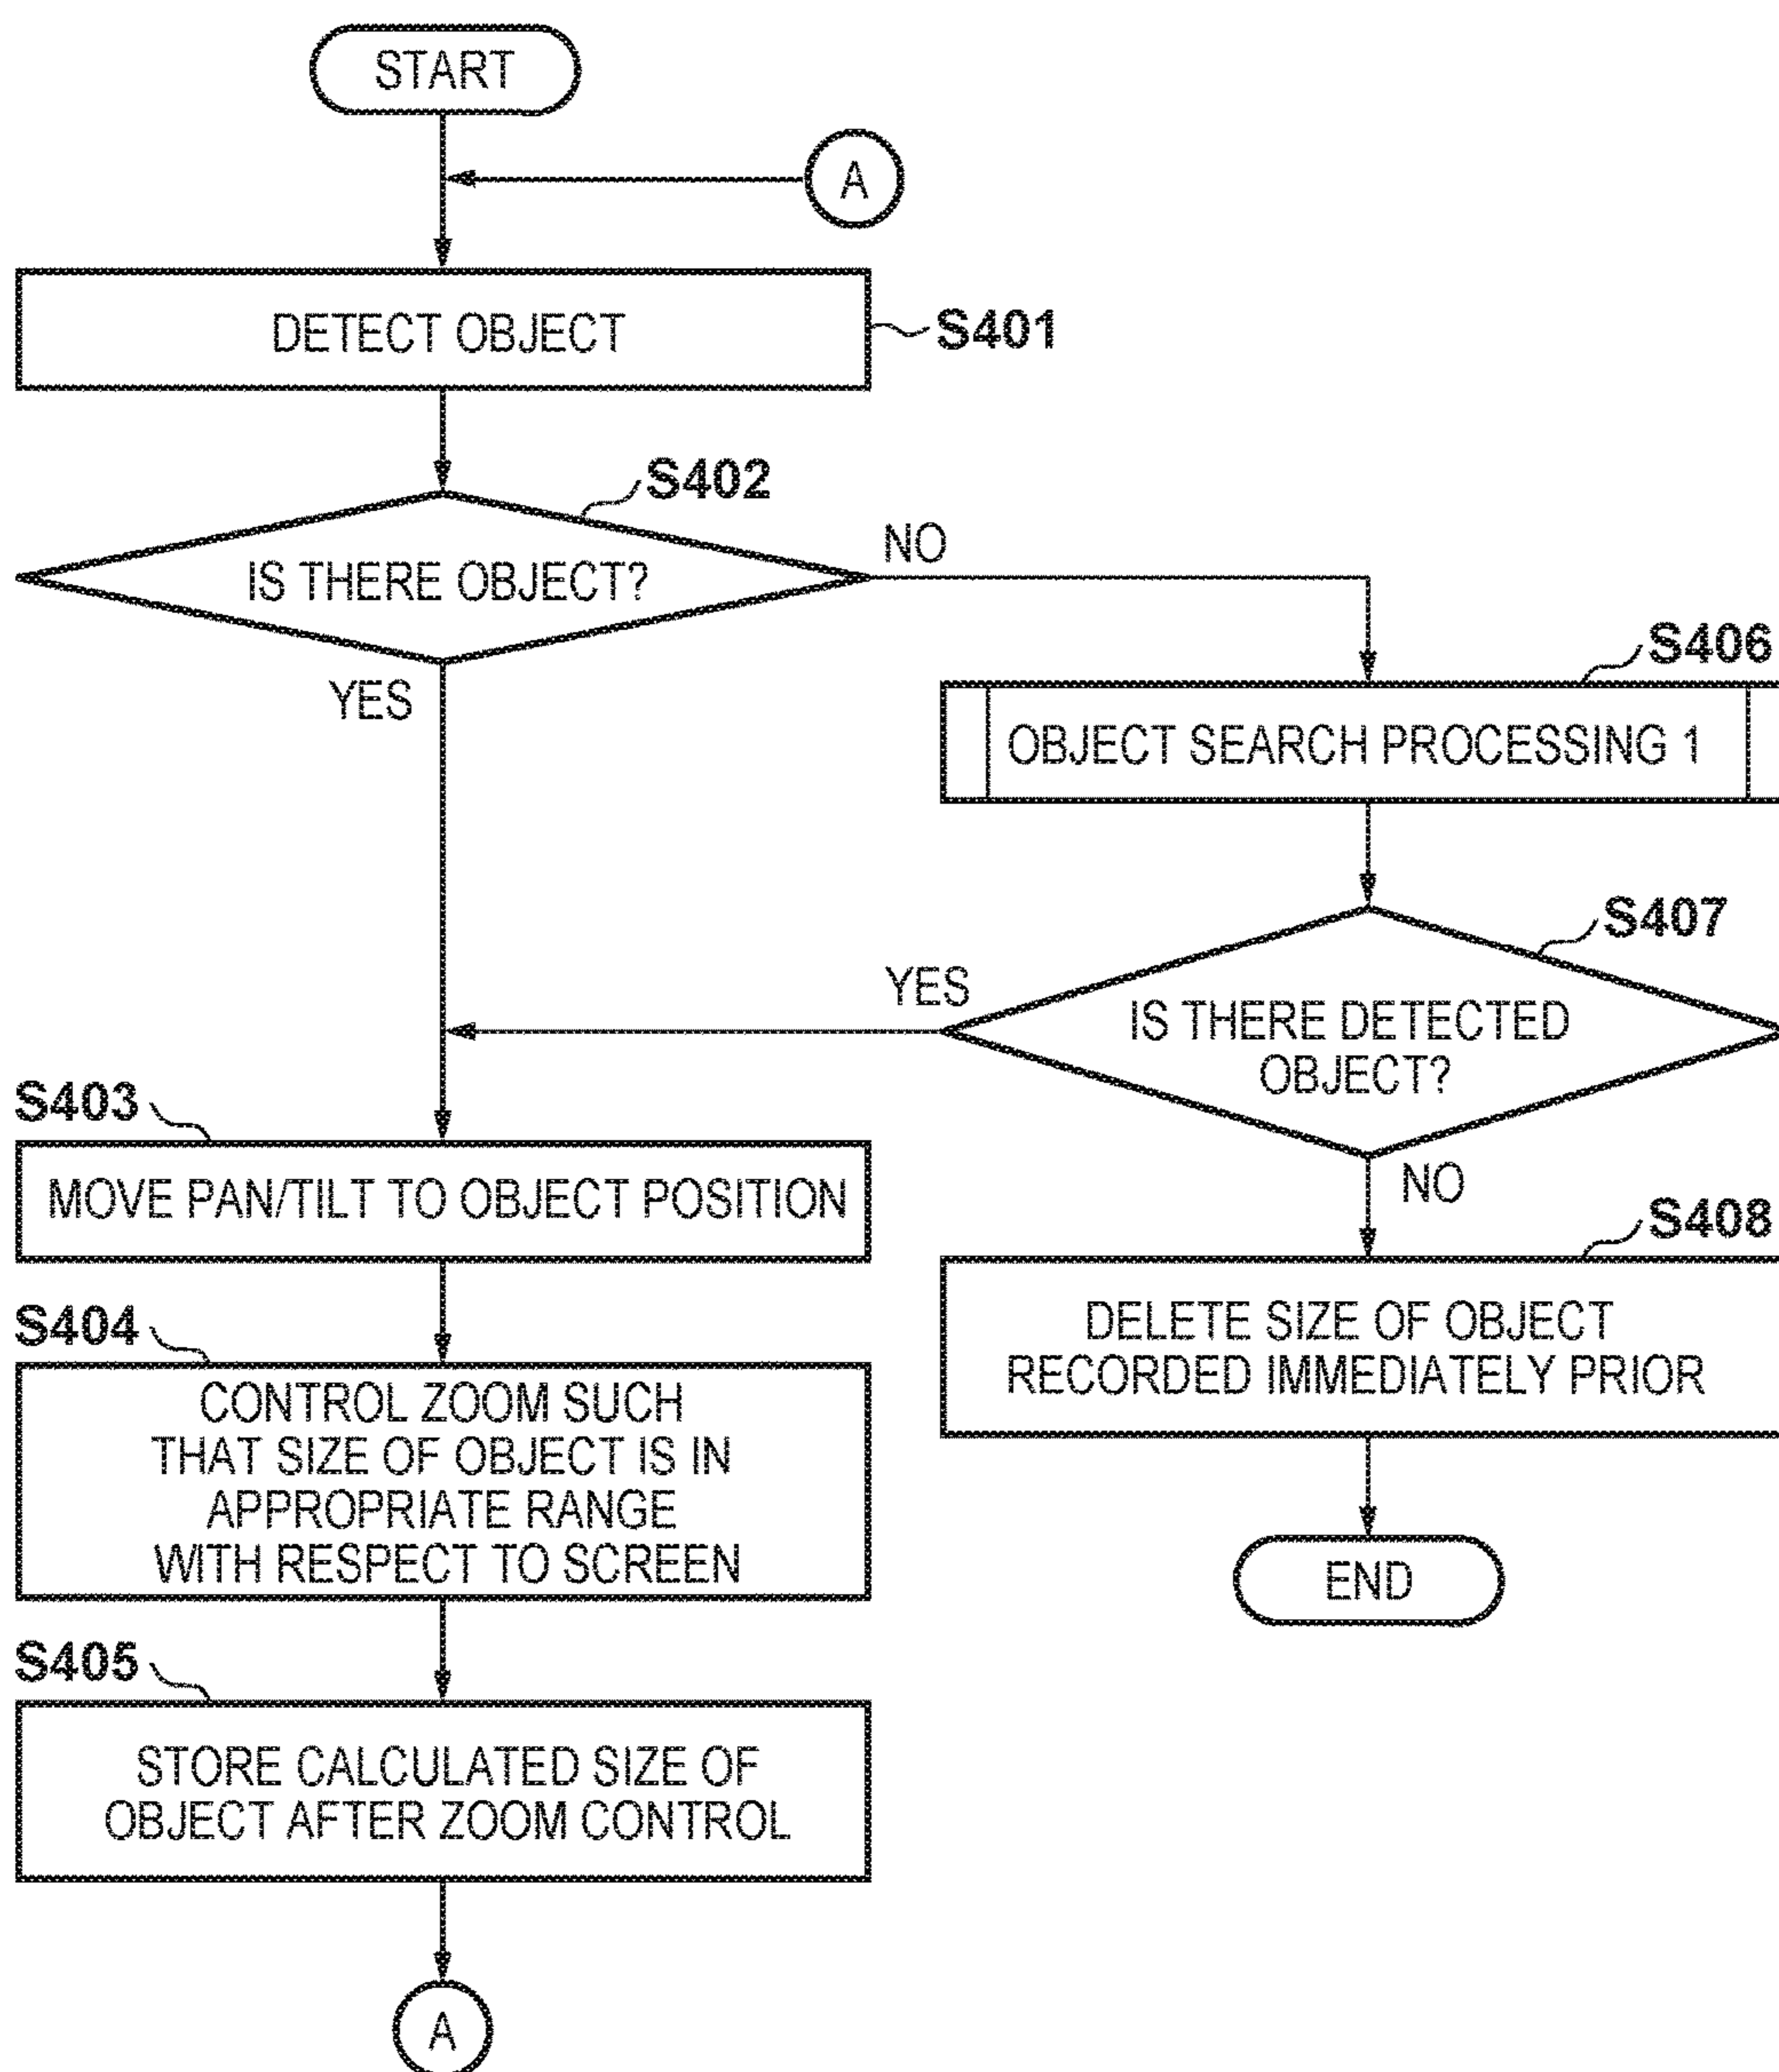 START
A
DETECT OBJECT
S401
S402
IS THERE OBJECT?
NO
YES
S406
OBJECT SEARCH PROCESSING 1
S407
YES
IS THERE DETECTED
OBJECT?
NO
S403
MOVE PAN/TILT TO OBJECT POSITION
S408
DELETE SIZE OF OBJECT
RECORDED IMMEDIATELY PRIOR
S404
CONTROL ZOOM SUCH
THAT SIZE OF OBJECT IS IN
APPROPRIATE RANGE
WITH RESPECT TO SCREEN
END
S405
STORE CALCULATED SIZE OF
OBJECT AFTER ZOOM CONTROL
A